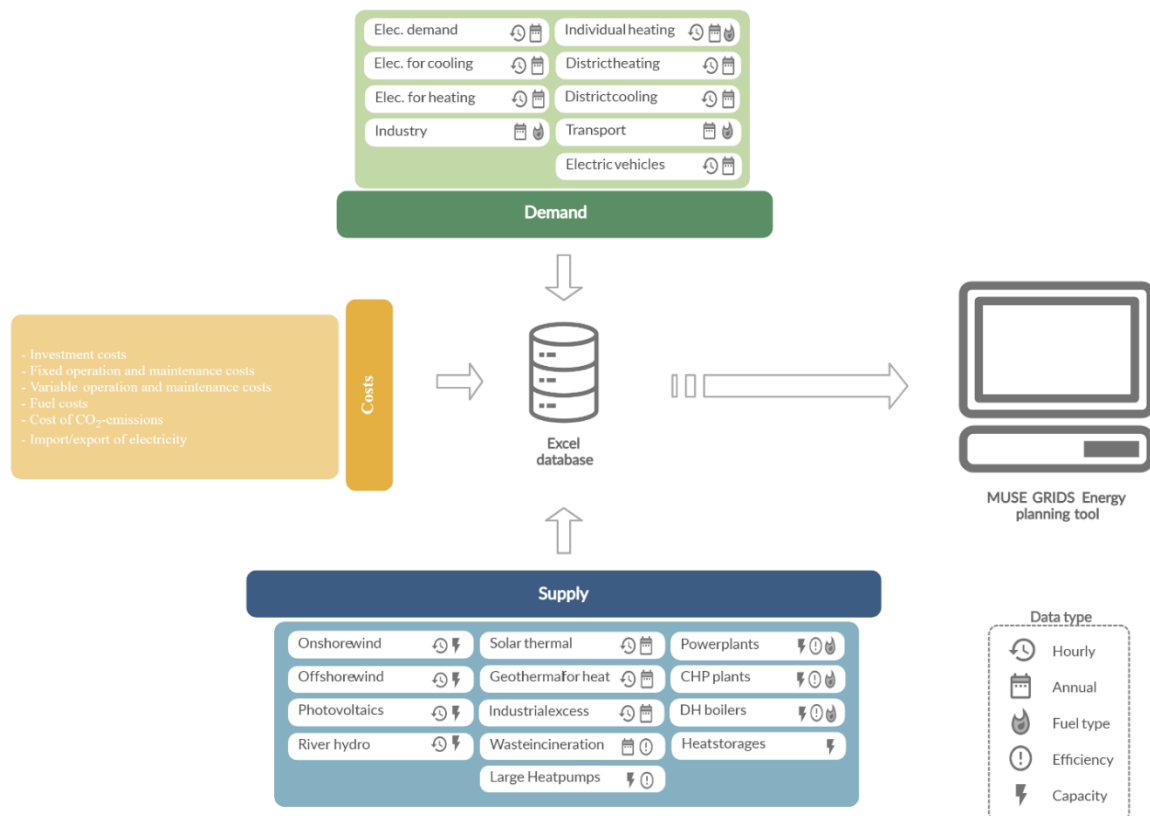 Elec. demand
Individual heating
Elec. for cooling
Districtheating
Elec. for heating
Districtcooling
Industry
Transport
Electric vehicles
Demand
- Investment costs
- Fixed operation and maintenance costs
- Variable operation and maintenance costs
- Fuel costs
- Cost of CO₂-emissions
- Import/export of electricity
Costs
Excel
database
MUSE GRIDS Energy
planning tool
Supply
Onshorewind
Solar thermal
Powerplants
Offshorewind
Geothermalfor heat
CHP plants
Photovoltaics
Industrialexcess
DH boilers
River hydro
Wasteincineration
Heatstorages
Large Heatpumps
Data type
Hourly
Annual
Fuel type
Efficiency
Capacity